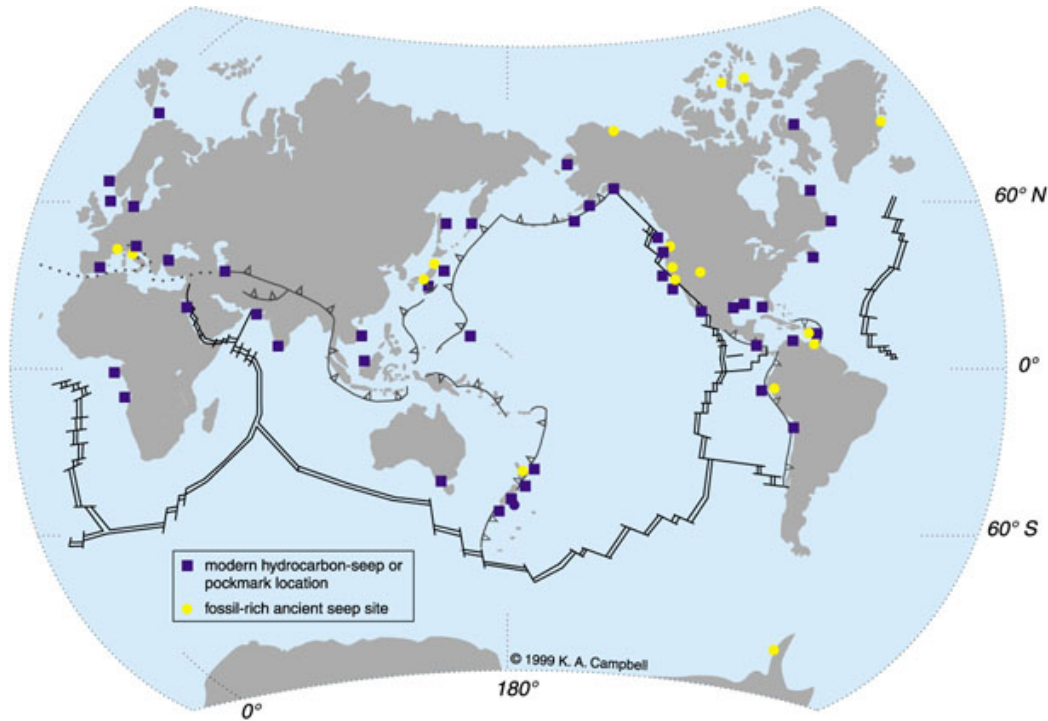 60° N
0°
60° S
modern hydrocarbon-seep or
pockmark location
fossil-rich ancient seep site
© 1999 K. A. Campbell
180°
0°